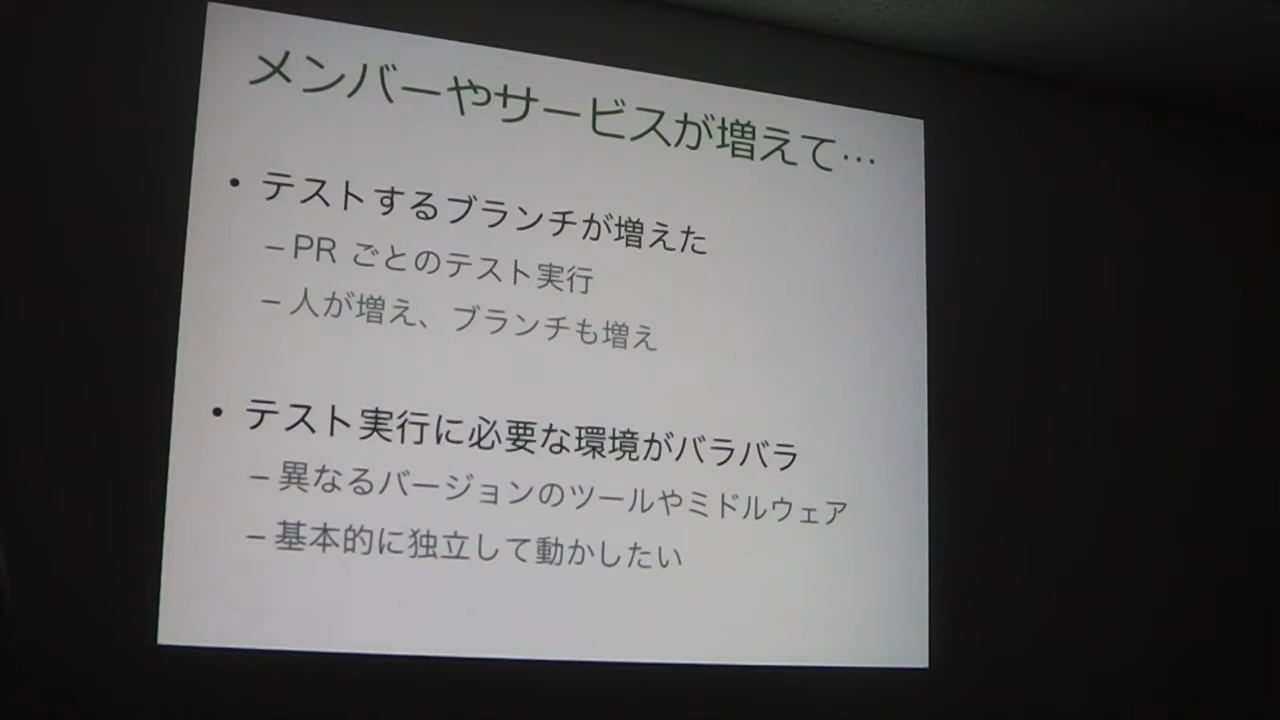 メンバーやサービスが増えて…
• テストするブランチが増えた
– PR ごとのテスト実行
– 人が増え、ブランチも増え
• テスト実行に必要な環境がバラバラ
– 異なるバージョンのツールやミドルウェア
– 基本的に独立して動かしたい